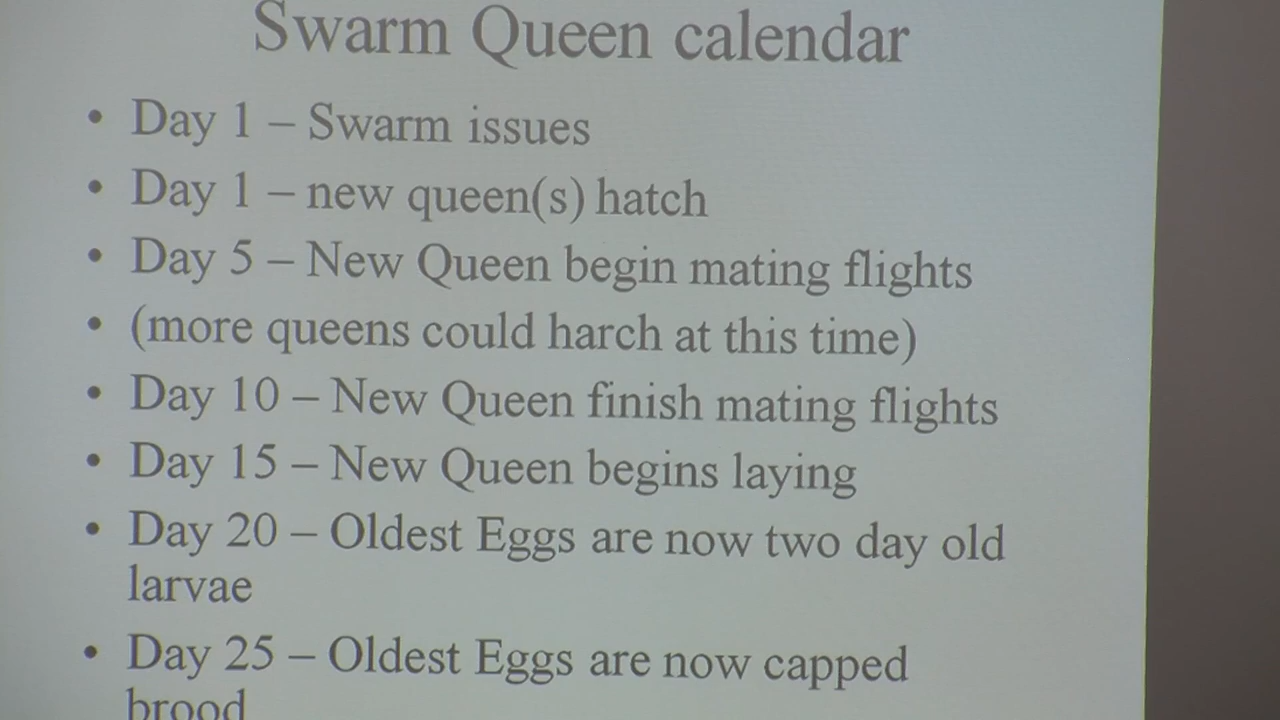 Swarm Queen calendar
• Day 1 – Swarm issues
• Day 1 – new queen(s) hatch
• Day 5 – New Queen begin mating flights
• (more queens could harch at this time)
• Day 10 – New Queen finish mating flights
• Day 15 – New Queen begins laying
• Day 20 – Oldest Eggs are now two day old
larvae
• Day 25 – Oldest Eggs are now capped
brood